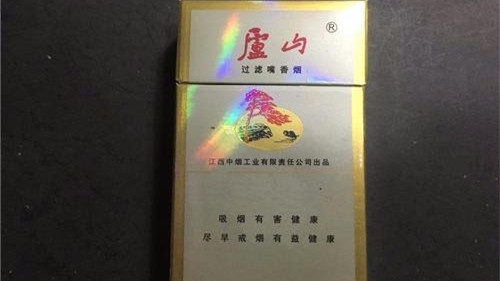 盧山®
过滤嘴香烟
江西中烟工业有限责任公司出品
吸烟有害健康
尽早戒烟有益健康